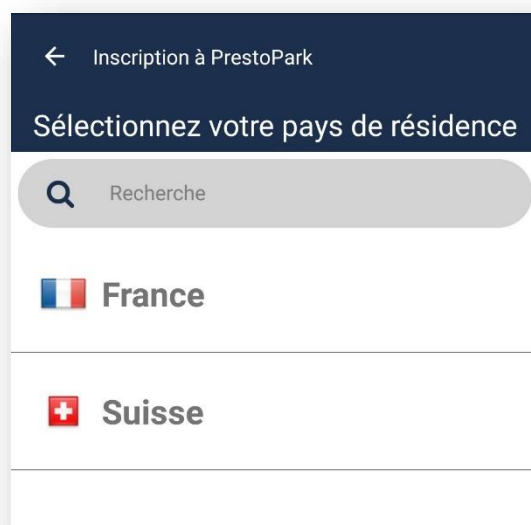 Inscription à PrestoPark
Sélectionnez votre pays de résidence
Recherche
France
Suisse